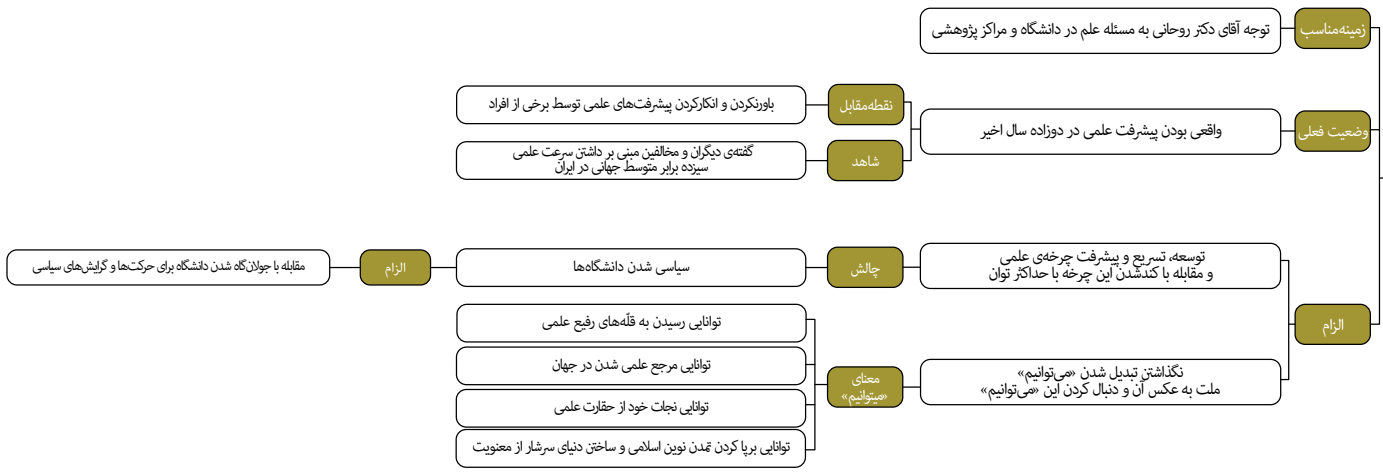 زمینه‌مناسب
توجه آقای دکتر روحانی به مسئله علم در دانشگاه و مراکز پژوهشی
وضعیت فعلی
واقعی بودن پیشرفت علمی در دوزاده سال اخیر
نقطه‌مقابل
باورنکردن و انکارکردن پیشرفت‌های علمی توسط برخی از افراد
شاهد
گفته‌ی دیگران و مخالفین مبنی بر داشتن سرعت علمی
سیزده برابر متوسط جهانی در ایران
الزام
توسعه، تسریع و پیشرفت چرخه‌ی علمی
و مقابله با کندشدن این چرخه با حداکثر توان
چالش
سیاسی شدن دانشگاه‌ها
الزام
مقابله با جولان‌گاه شدن دانشگاه برای حرکت‌ها و گرایش‌های سیاسی
نگذاشتن تبدیل شدن «می‌توانیم»
ملت به عکس آن و دنبال کردن این «می‌توانیم»
معنای
«میتوانیم»
توانایی رسیدن به قلّه‌های رفیع علمی
توانایی مرجع علمی شدن در جهان
توانایی نجات خود از حقارت علمی
توانایی برپا کردن تمدن نوین اسلامی و ساختن دنیای سرشار از معنویت